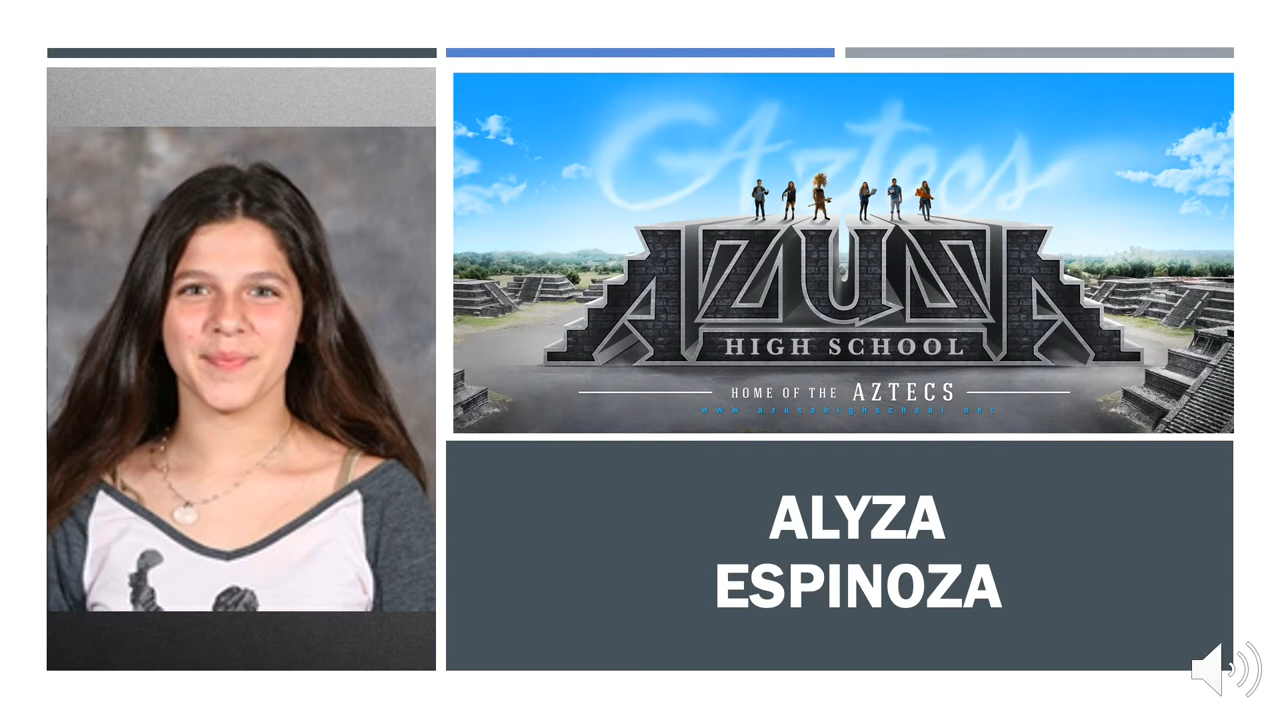 Aztecs
AZUSA
HIGH SCHOOL
HOME OF THE AZTECS
www.azusahighschool.net
ALYZA
ESPINOZA